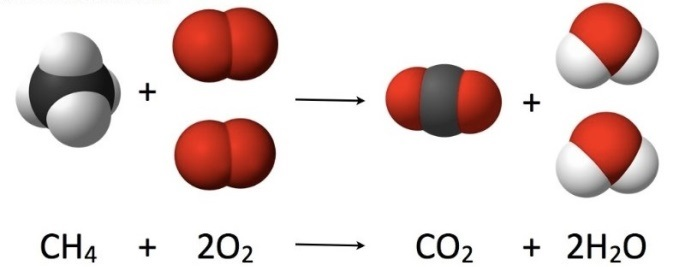 + → +
CH₄ + 2O₂ → CO₂ + 2H₂O